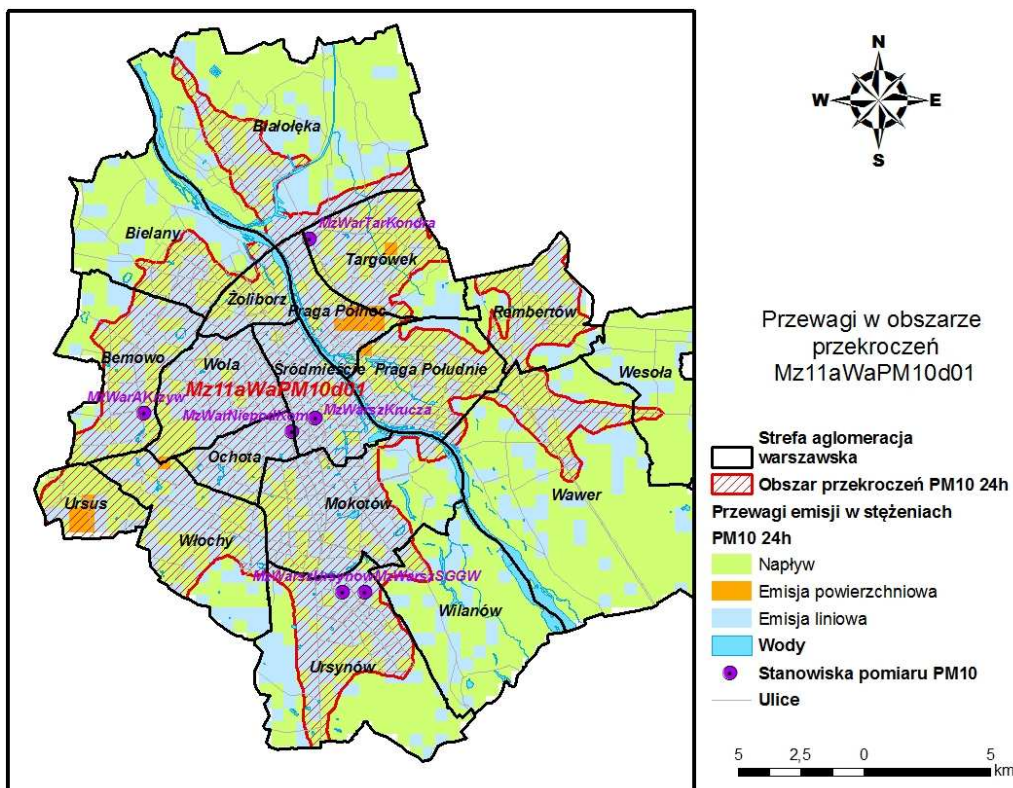 Białołęka
MzWarTarKondra
Bielany
Targówek
Żoliborz
Praga Północ
Rembertów
Bemowo
Wola
Śródmieście
Praga Południe
Wesoła
Mz11aWaPM10d01
MzWarAKrzyw
MzWarszKrucza
MzWarNiepodKom
Ochota
Wawer
Ursus
Mokotów
Włochy
MzWarszUrsynow
MzWarszSGGW
Wilanów
Ursynów
N
W
E
S
Przewagi w obszarze
przekroczeń
Mz11aWaPM10d01
Strefa aglomeracja
warszawska
Obszar przekroczeń PM10 24h
Przewagi emisji w stężeniach
PM10 24h
Napływ
Emisja powierzchniowa
Emisja liniowa
Wody
Stanowiska pomiaru PM10
Ulice
5 2,5 0 5
km